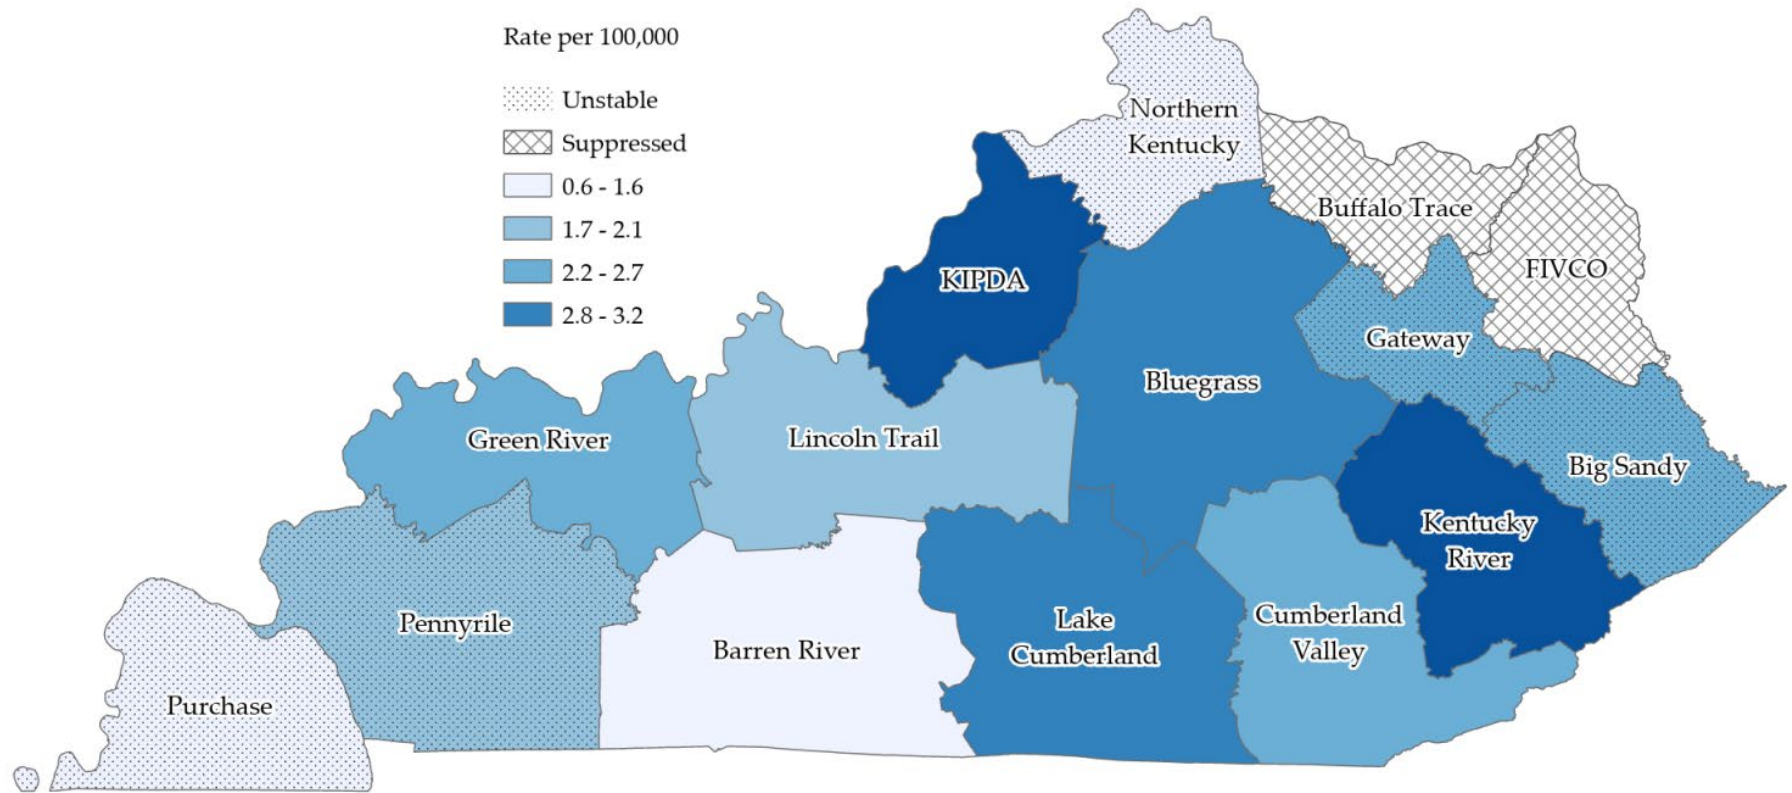 Rate per 100,000
Unstable
Suppressed
0.6 - 1.6
1.7 - 2.1
2.2 - 2.7
2.8 - 3.2
Northern
Kentucky
Buffalo Trace
FIVCO
KIPDA
Gateway
Bluegrass
Green River
Lincoln Trail
Big Sandy
Kentucky
River
Pennyrile
Barren River
Lake
Cumberland
Cumberland
Valley
Purchase